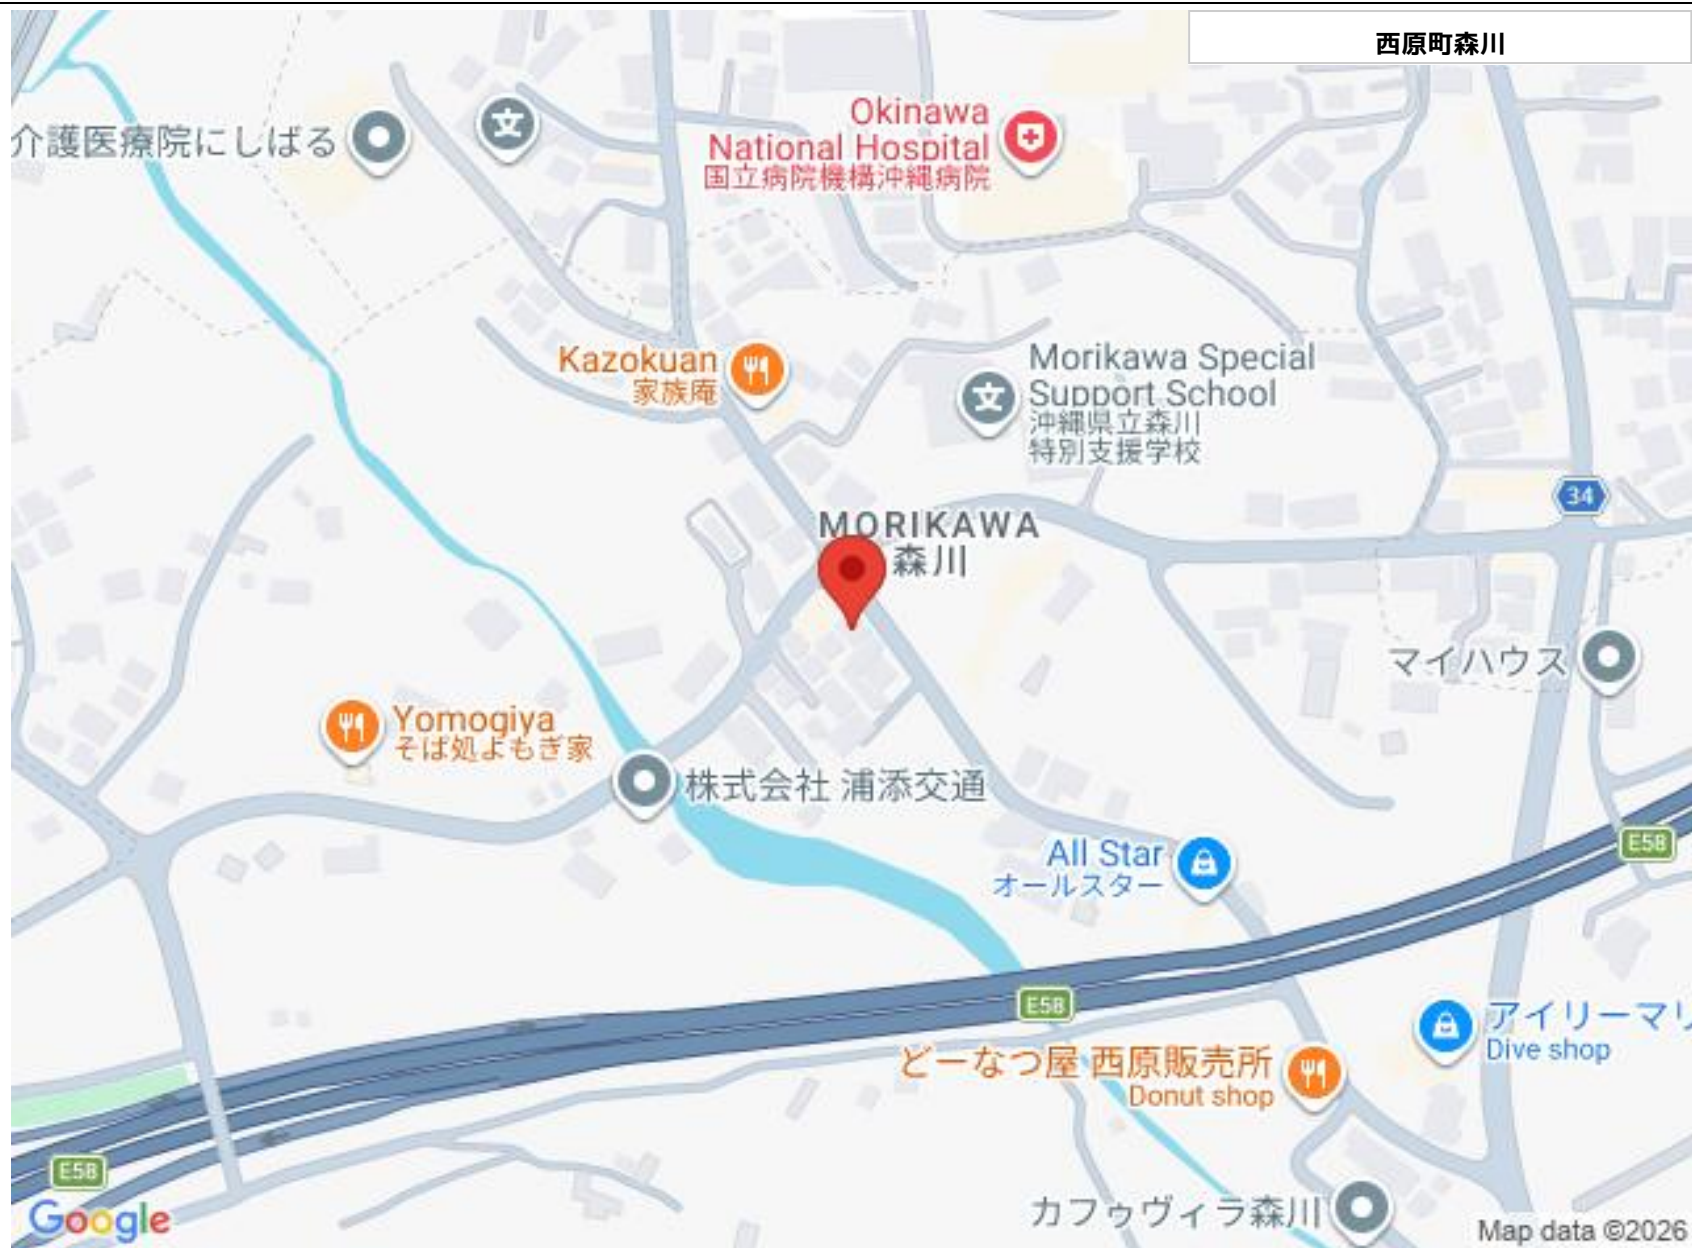 西原町森川
Okinawa
National Hospital
国立病院機構沖縄病院
介護医療院にしばる
Kazokuan
家族庵
Morikawa Special
Support School
沖縄県立森川
特別支援学校
34
MORIKAWA
森川
マイハウス
Yomogiya
そば処よもぎ家
株式会社 浦添交通
All Star
オールスター
E58
E58
アイリーマリ
Dive shop
どーなつ屋 西原販売所
Donut shop
E58
カフゥヴィラ森川
Google
Map data ©2026